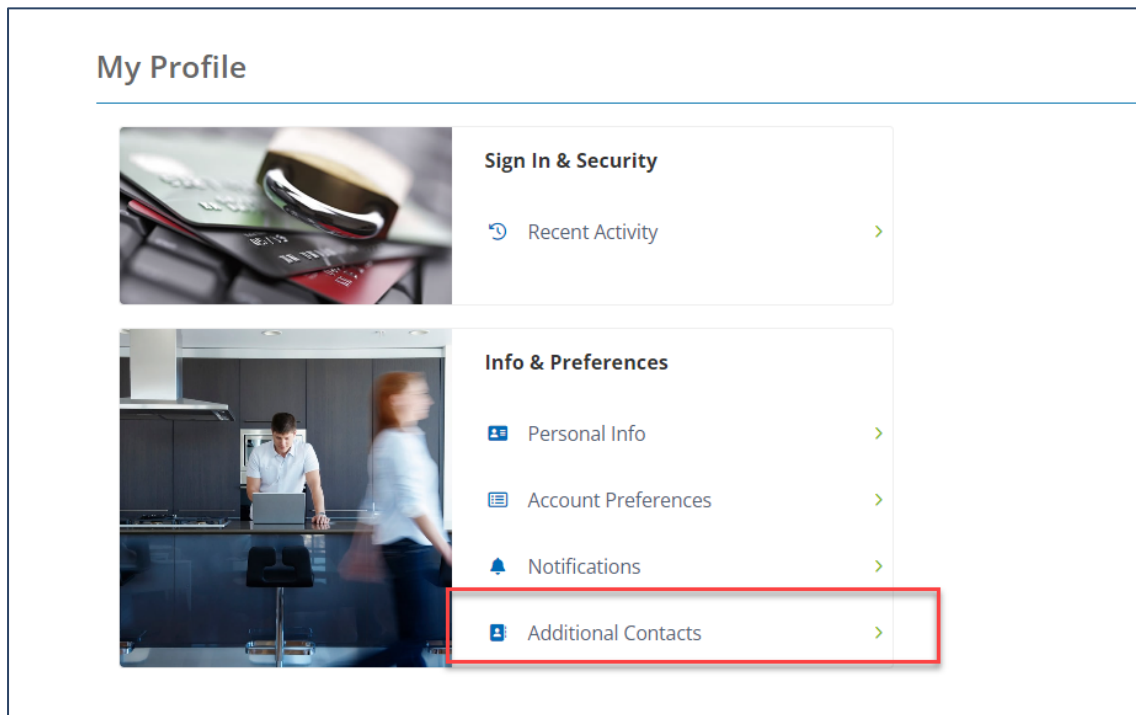 My Profile
Sign In & Security
Recent Activity
Info & Preferences
Personal Info
Account Preferences
Notifications
Additional Contacts